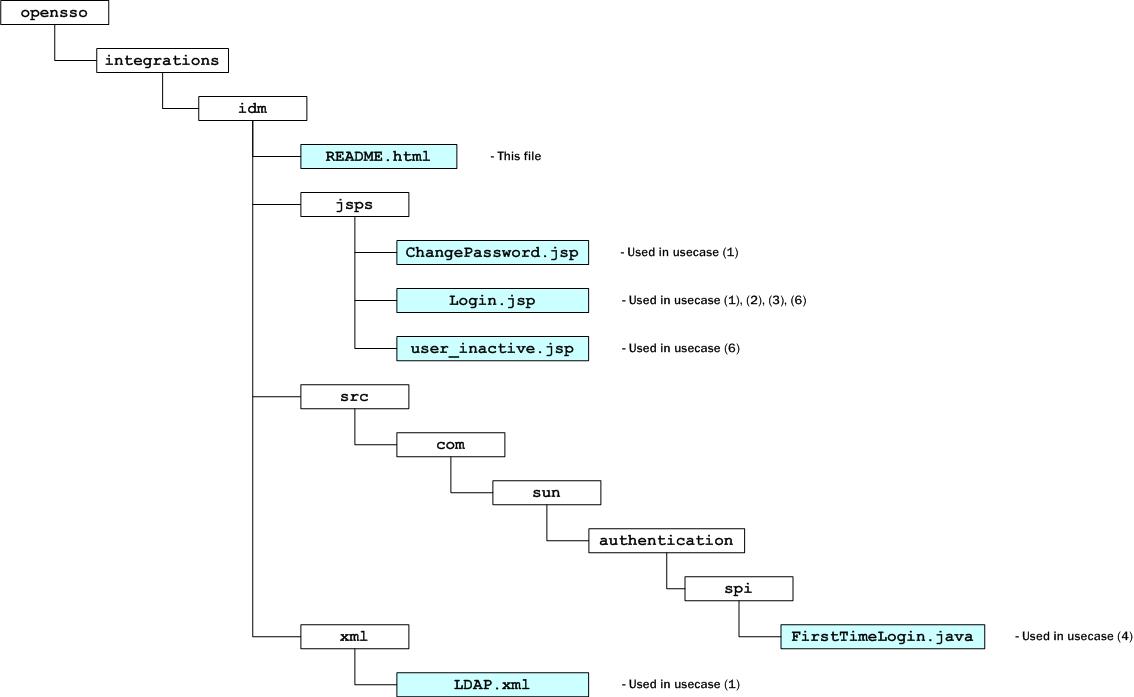 opensso
integrations
idm
README.html - This file
jsps
ChangePassword.jsp - Used in usecase (1)
Login.jsp - Used in usecase (1), (2), (3), (6)
user_inactive.jsp - Used in usecase (6)
src
com
sun
authentication
spi
xml
FirstTimeLogin.java - Used in usecase (4)
LDAP.xml - Used in usecase (1)